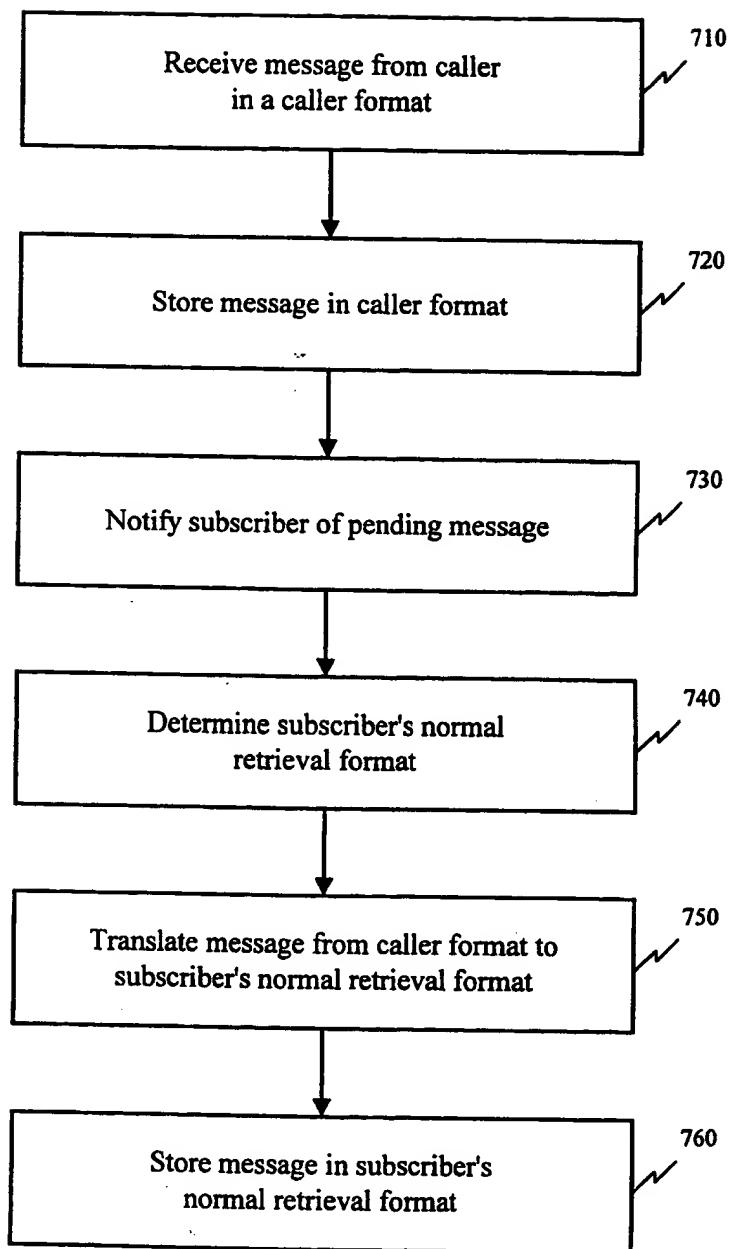 710
Receive message from caller
in a caller format
720
Store message in caller format
730
Notify subscriber of pending message
740
Determine subscriber's normal
retrieval format
750
Translate message from caller format to
subscriber's normal retrieval format
760
Store message in subscriber's
normal retrieval format